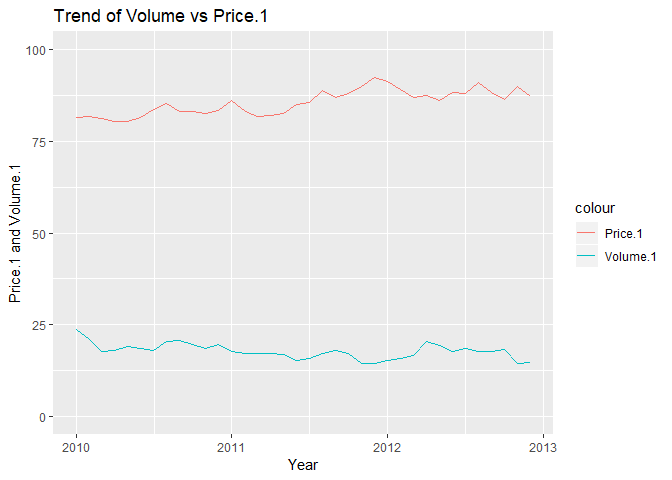 Trend of Volume vs Price.1
100
75
50
25
0
Price.1 and Volume.1
2010
2011
2012
2013
Year
colour
Price.1
Volume.1